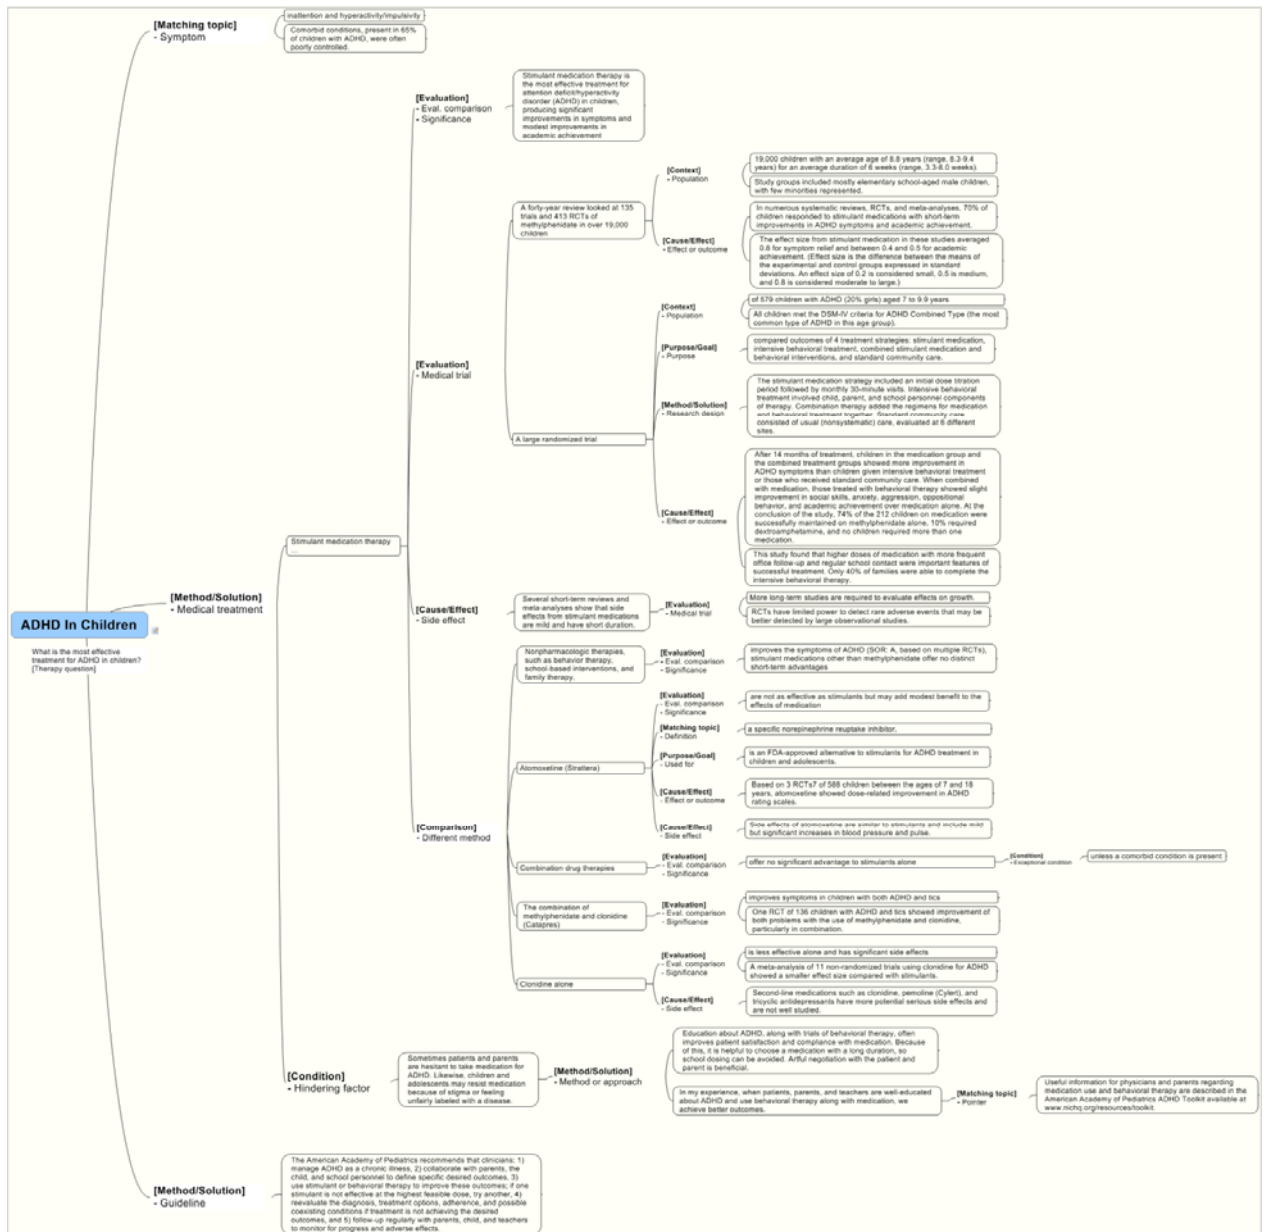 [Matching topic]
- Symptom
inattention and hyperactivity/impulsivity
Comorbid conditions, present in 65%
of children with ADHD, were often
poorly controlled.
ADHD In Children
What is the most effective
treatment for ADHD in children?
[Therapy question]
[Method/Solution]
- Medical treatment
Stimulant medication therapy
...
[Evaluation]
- Eval. comparison
- Significance
Stimulant medication therapy is
the most effective treatment for
attention deficit/hyperactivity
disorder (ADHD) in children,
producing significant
improvements in symptoms and
modest improvements in
academic achievement
[Evaluation]
- Medical trial
A forty-year review looked at 135
trials and 413 RCTs of
methylphenidate in over 19,000
children
[Context]
- Population
19,000 children with an average age of 8.8 years (range, 8.3-9.4
years) for an average duration of 6 weeks (range, 3.3-8.0 weeks)
Study groups included mostly elementary school-aged male children,
with few minorities represented.
[Cause/Effect]
- Effect or outcome
In numerous systematic reviews, RCTs, and meta-analyses, 70% of
children responded to stimulant medications with short-term
improvements in ADHD symptoms and academic achievement.
The effect size from stimulant medication in these studies averaged
0.8 for symptom relief and between 0.4 and 0.5 for academic
achievement. (Effect size is the difference between the means of
the experimental and control groups expressed in standard
deviations. An effect size of 0.2 is considered small, 0.5 is medium,
and 0.8 is considered moderate to large.)
A large randomized trial
[Context]
- Population
of 579 children with ADHD (20% girls) aged 7 to 9.9 years
All children met the DSM-IV criteria for ADHD Combined Type (the most
common type of ADHD in this age group).
[Purpose/Goal]
- Purpose
compared outcomes of 4 treatment strategies: stimulant medication,
intensive behavioral treatment, combined stimulant medication and
behavioral interventions, and standard community care.
[Method/Solution]
- Research design
The stimulant medication strategy included an initial dose titration
period followed by monthly 30-minute visits. Intensive behavioral
treatment involved child, parent, and school personnel components
of therapy. Combination therapy added the regimens for medication
and behavioral treatment together. Standard community care
consisted of usual (nonsystematic) care, evaluated at 6 different
sites.
[Cause/Effect]
- Effect or outcome
After 14 months of treatment, children in the medication group and
the combined treatment groups showed more improvement in
ADHD symptoms than children given intensive behavioral treatment
or those who received standard community care. When combined
with medication, those treated with behavioral therapy showed slight
improvement in social skills, anxiety, aggression, oppositional
behavior, and academic achievement over medication alone. At the
conclusion of the study, 74% of the 212 children on medication were
successfully maintained on methylphenidate alone, 10% required
dextroamphetamine, and no children required more than one
medication.
This study found that higher doses of medication with more frequent
office follow-up and regular school contact were important features of
successful treatment. Only 40% of families were able to complete the
intensive behavioral therapy.
[Cause/Effect]
- Side effect
Several short-term reviews and
meta-analyses show that side
effects from stimulant medications
are mild and have short duration.
[Evaluation]
- Medical trial
More long-term studies are required to evaluate effects on growth.
RCTs have limited power to detect rare adverse events that may be
better detected by large observational studies.
[Comparison]
- Different method
Nonpharmacologic therapies,
such as behavior therapy,
school-based interventions, and
family therapy.
[Evaluation]
- Eval. comparison
- Significance
improves the symptoms of ADHD (SOR: A, based on multiple RCTs),
stimulant medications other than methylphenidate offer no distinct
short-term advantages
Atomoxetine (Strattera)
[Evaluation]
- Eval. comparison
- Significance
are not as effective as stimulants but may add modest benefit to the
effects of medication
[Matching topic]
- Definition
a specific norepinephrine reuptake inhibitor.
[Purpose/Goal]
- Used for
is an FDA-approved alternative to stimulants for ADHD treatment in
children and adolescents.
[Cause/Effect]
- Effect or outcome
Based on 3 RCTs7 of 588 children between the ages of 7 and 18
years, atomoxetine showed dose-related improvement in ADHD
rating scales.
[Cause/Effect]
- Side effect
Side effects of atomoxetine are similar to stimulants and include mild
but significant increases in blood pressure and pulse.
Combination drug therapies
[Evaluation]
- Eval. comparison
- Significance
offer no significant advantage to stimulants alone
[Condition]
- Exceptional condition
unless a comorbid condition is present
The combination of
methylphenidate and clonidine
(Catapres)
[Evaluation]
- Eval. comparison
- Significance
improves symptoms in children with both ADHD and tics
One RCT of 136 children with ADHD and tics showed improvement of
both problems with the use of methylphenidate and clonidine,
particularly in combination.
Clonidine alone
[Evaluation]
- Eval. comparison
- Significance
is less effective alone and has significant side effects
A meta-analysis of 11 non-randomized trials using clonidine for ADHD
showed a smaller effect size compared with stimulants.
[Cause/Effect]
- Side effect
Second-line medications such as clonidine, pemoline (Cylert), and
tricyclic antidepressants have more potential serious side effects and
are not well studied.
[Condition]
- Hindering factor
Sometimes patients and parents
are hesitant to take medication for
ADHD. Likewise, children and
adolescents may resist medication
because of stigma or feeling
unfairly labeled with a disease.
[Method/Solution]
- Method or approach
Education about ADHD, along with trials of behavioral therapy, often
improves patient satisfaction and compliance with medication. Because
of this, it is helpful to choose a medication with a long duration, so
school dosing can be avoided. Artful negotiation with the patient and
parent is beneficial.
In my experience, when patients, parents, and teachers are well-educated
about ADHD and use behavioral therapy along with medication, we
achieve better outcomes.
[Matching topic]
- Pointer
Useful information for physicians and parents regarding
medication use and behavioral therapy are described in the
American Academy of Pediatrics ADHD Toolkit available at
www.nichq.org/resources/toolkit.
[Method/Solution]
- Guideline
The American Academy of Pediatrics recommends that clinicians: 1)
manage ADHD as a chronic illness, 2) collaborate with parents, the
child, and school personnel to define specific desired outcomes, 3)
use stimulant or behavioral therapy to improve these outcomes; if one
stimulant is not effective at the highest feasible dose, try another, 4)
reevaluate the diagnosis, treatment options, adherence, and possible
coexisting conditions if treatment is not achieving the desired
outcomes, and 5) follow-up regularly with parents, child, and teachers
to monitor for progress and adverse effects.